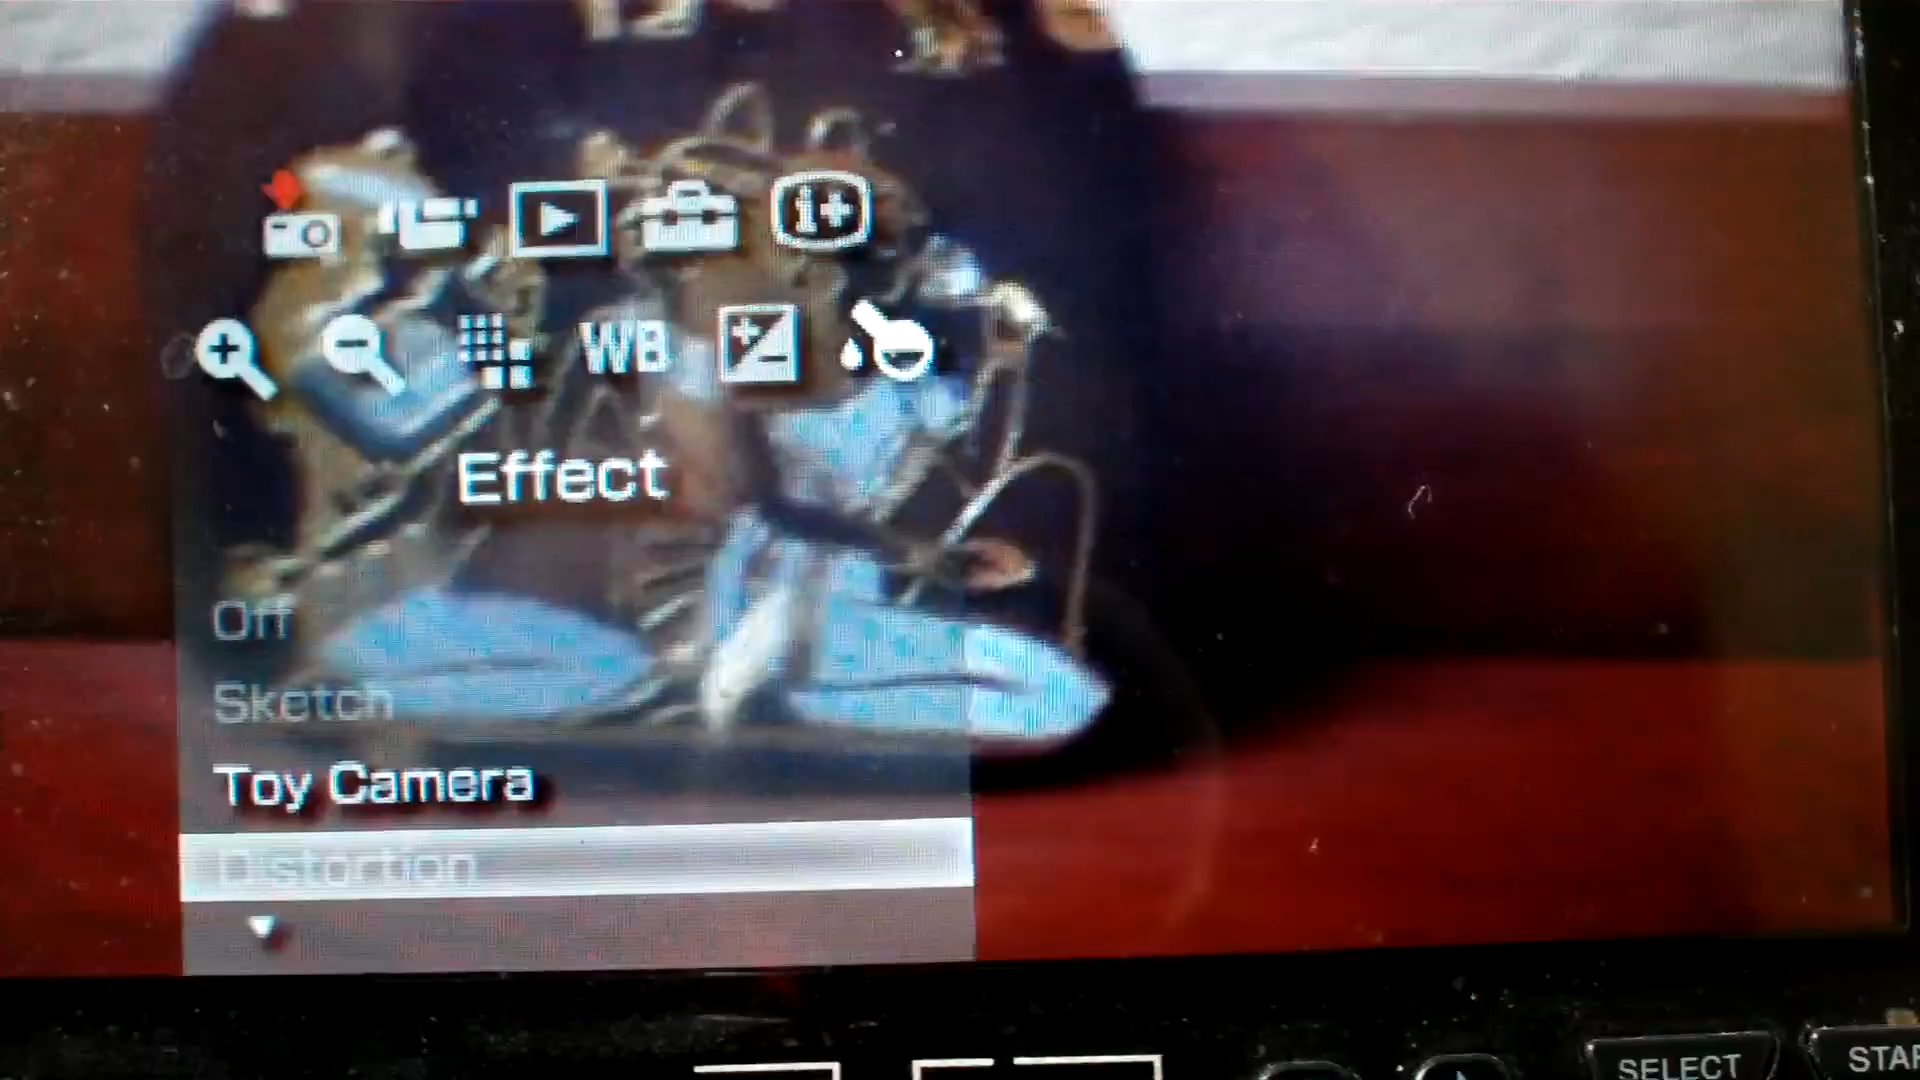 i+
WB
Effect
Off
Sketch
Toy Camera
Distortion
SELECT